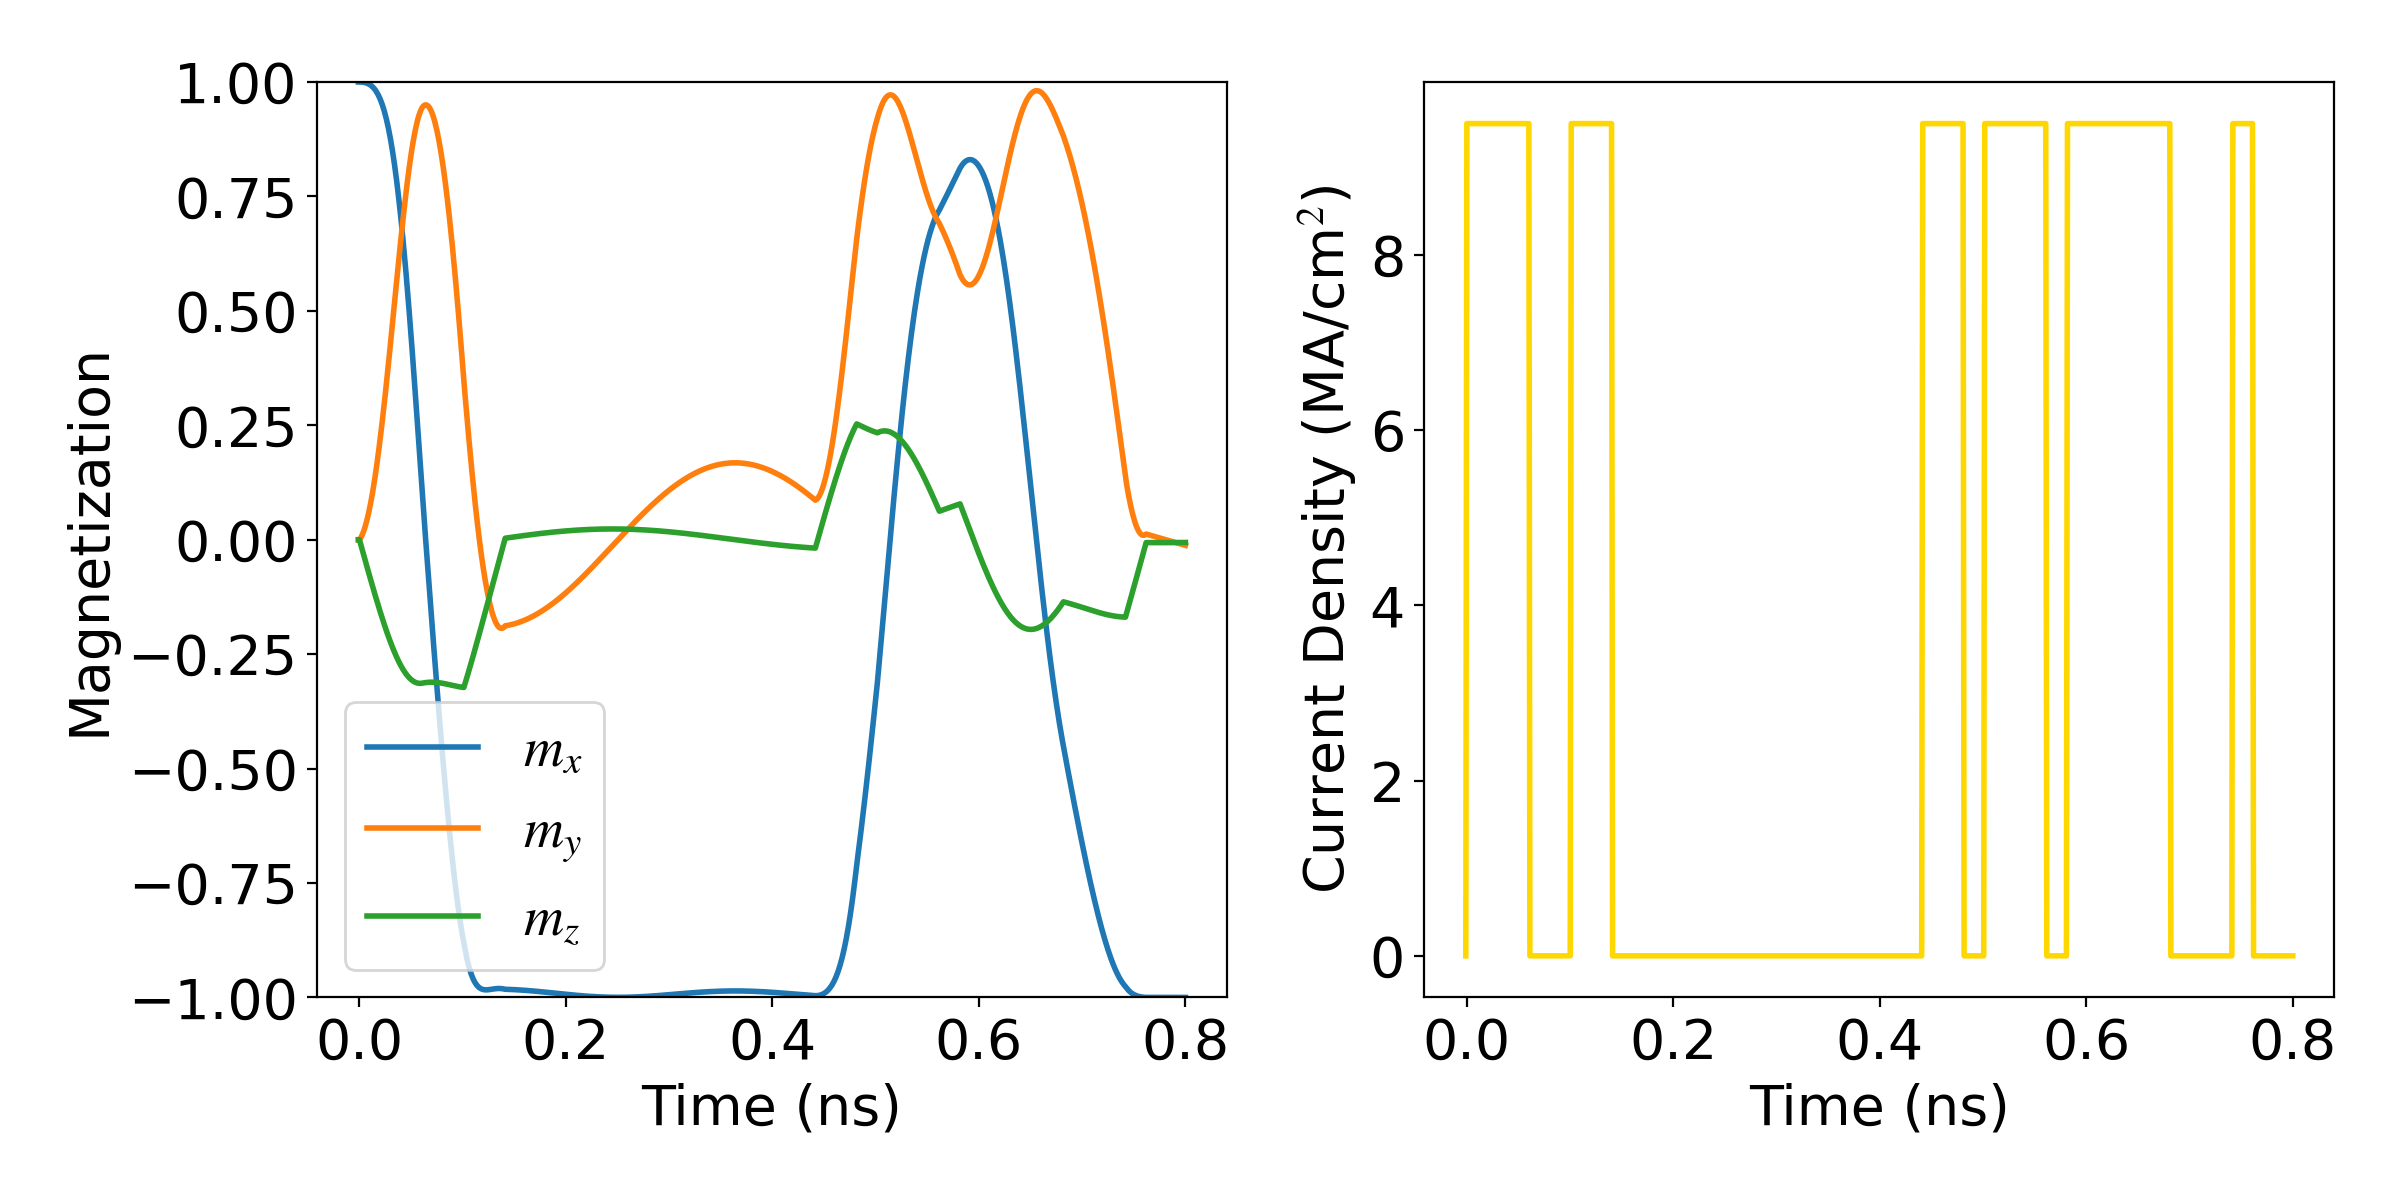 1.00
0.75
0.50
0.25
0.00
−0.25
−0.50
−0.75
−1.00
Magnetization
m_x
m_y
m_z
0.0 0.2 0.4 0.6 0.8
Time (ns)
8
6
4
2
0
Current Density (MA/cm²)
0.0 0.2 0.4 0.6 0.8
Time (ns)